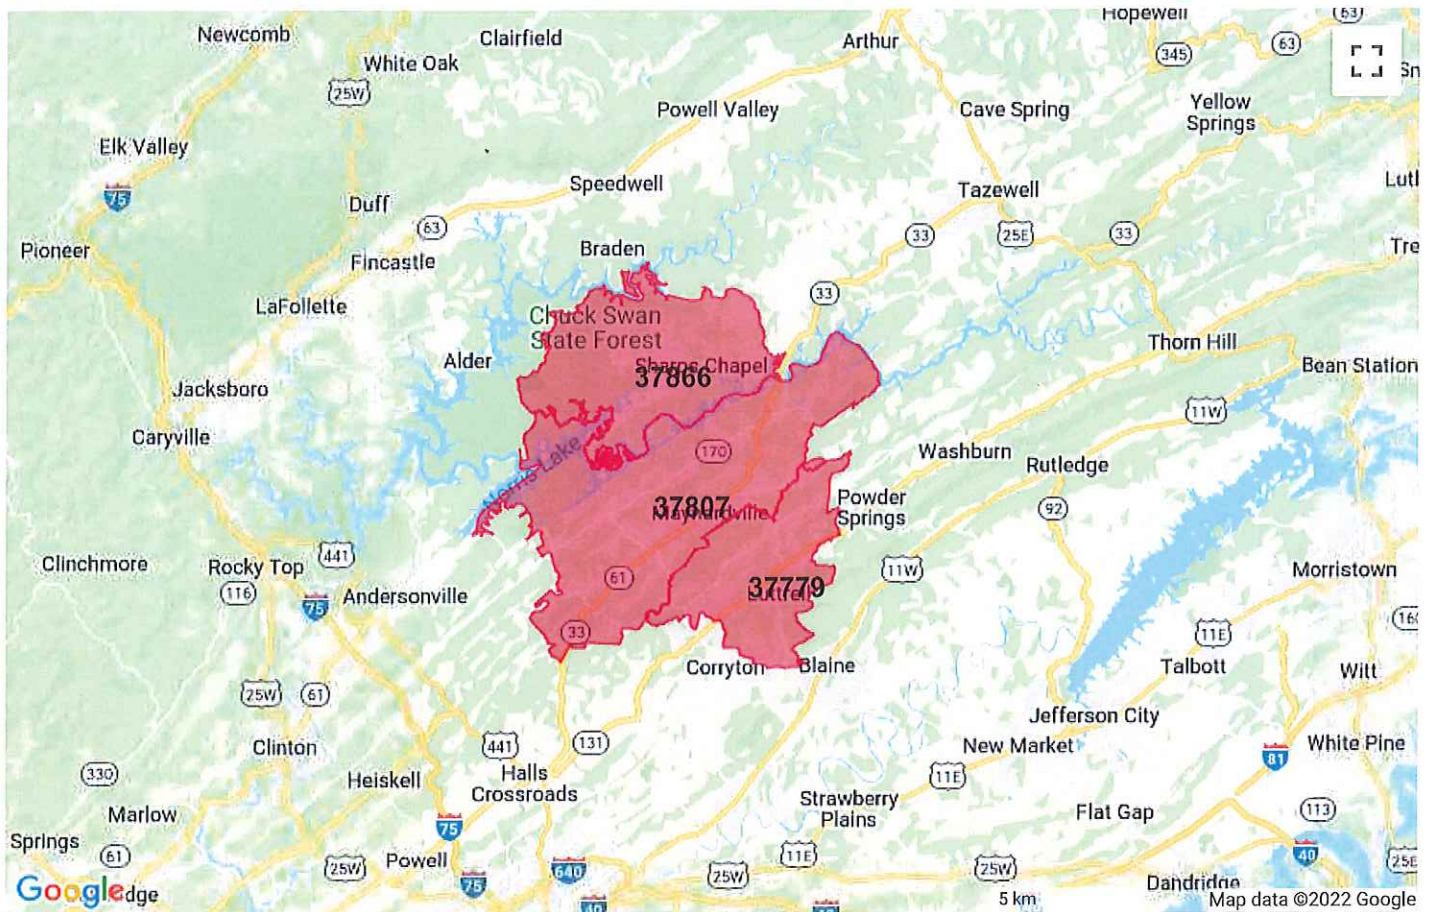 Hopewell
63
Newcomb
Clairfield
Arthur
White Oak
345
63
25W
Powell Valley
Cave Spring
Yellow
Springs
Elk Valley
75
Speedwell
Tazewell
Duff
63
33
25E
33
Pioneer
Braden
Fincastle
LaFollette
33
Chuck Swan
State Forest
Thorn Hill
Alder
Sharps Chapel
37866
Bean Station
Jacksboro
11W
Caryville
Norris Lake
170
Washburn
Rutledge
37807
Maynardville
Powder
Springs
92
Clinchmore
Rocky Top
441
11W
Morristown
116
75
Andersonville
61
37779
Luttrell
33
11E
Corryton
Blaine
Talbott
Witt
25W
61
Jefferson City
Clinton
441
131
New Market
81
White Pine
330
Heiskell
Halls
Crossroads
11E
Marlow
Strawberry
Plains
Flat Gap
113
Springs
75
61
Powell
25W
75
640
25W
11E
25W
40
25E
Google
dge
40
5 km
Dandridge
Map data ©2022 Google